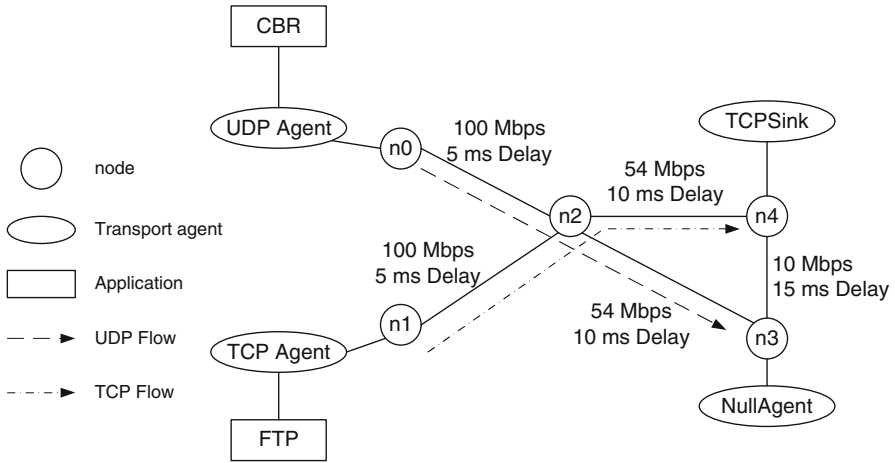 CBR
UDP Agent
n0
100 Mbps
5 ms Delay
TCPSink
54 Mbps
10 ms Delay
node
Transport agent
Application
UDP Flow
TCP Flow
n2
n4
100 Mbps
5 ms Delay
10 Mbps
15 ms Delay
n1
54 Mbps
10 ms Delay
n3
TCP Agent
NullAgent
FTP